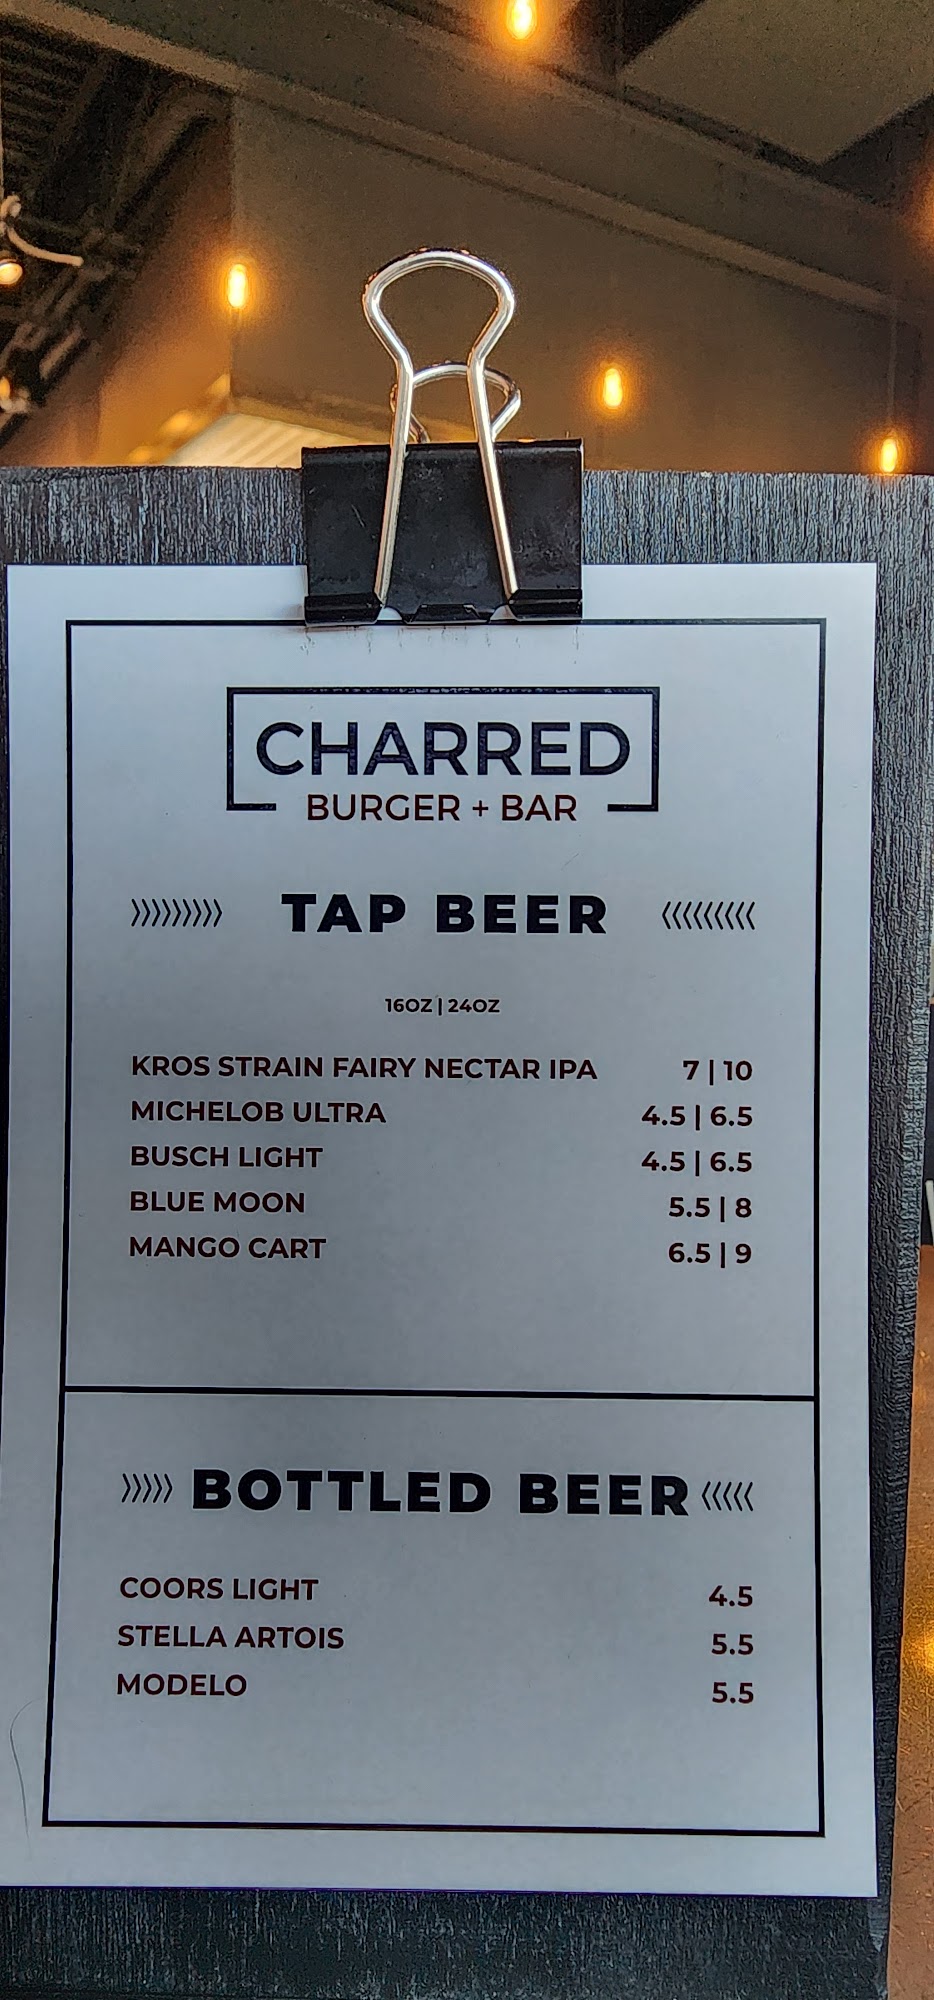 CHARRED
BURGER + BAR
TAP BEER
16OZ | 24OZ
KROS STRAIN FAIRY NECTAR IPA 7 | 10
MICHELOB ULTRA 4.5 | 6.5
BUSCH LIGHT 4.5 | 6.5
BLUE MOON 5.5 | 8
MANGO CART 6.5 | 9
BOTTLED BEER
COORS LIGHT 4.5
STELLA ARTOIS 5.5
MODELO 5.5